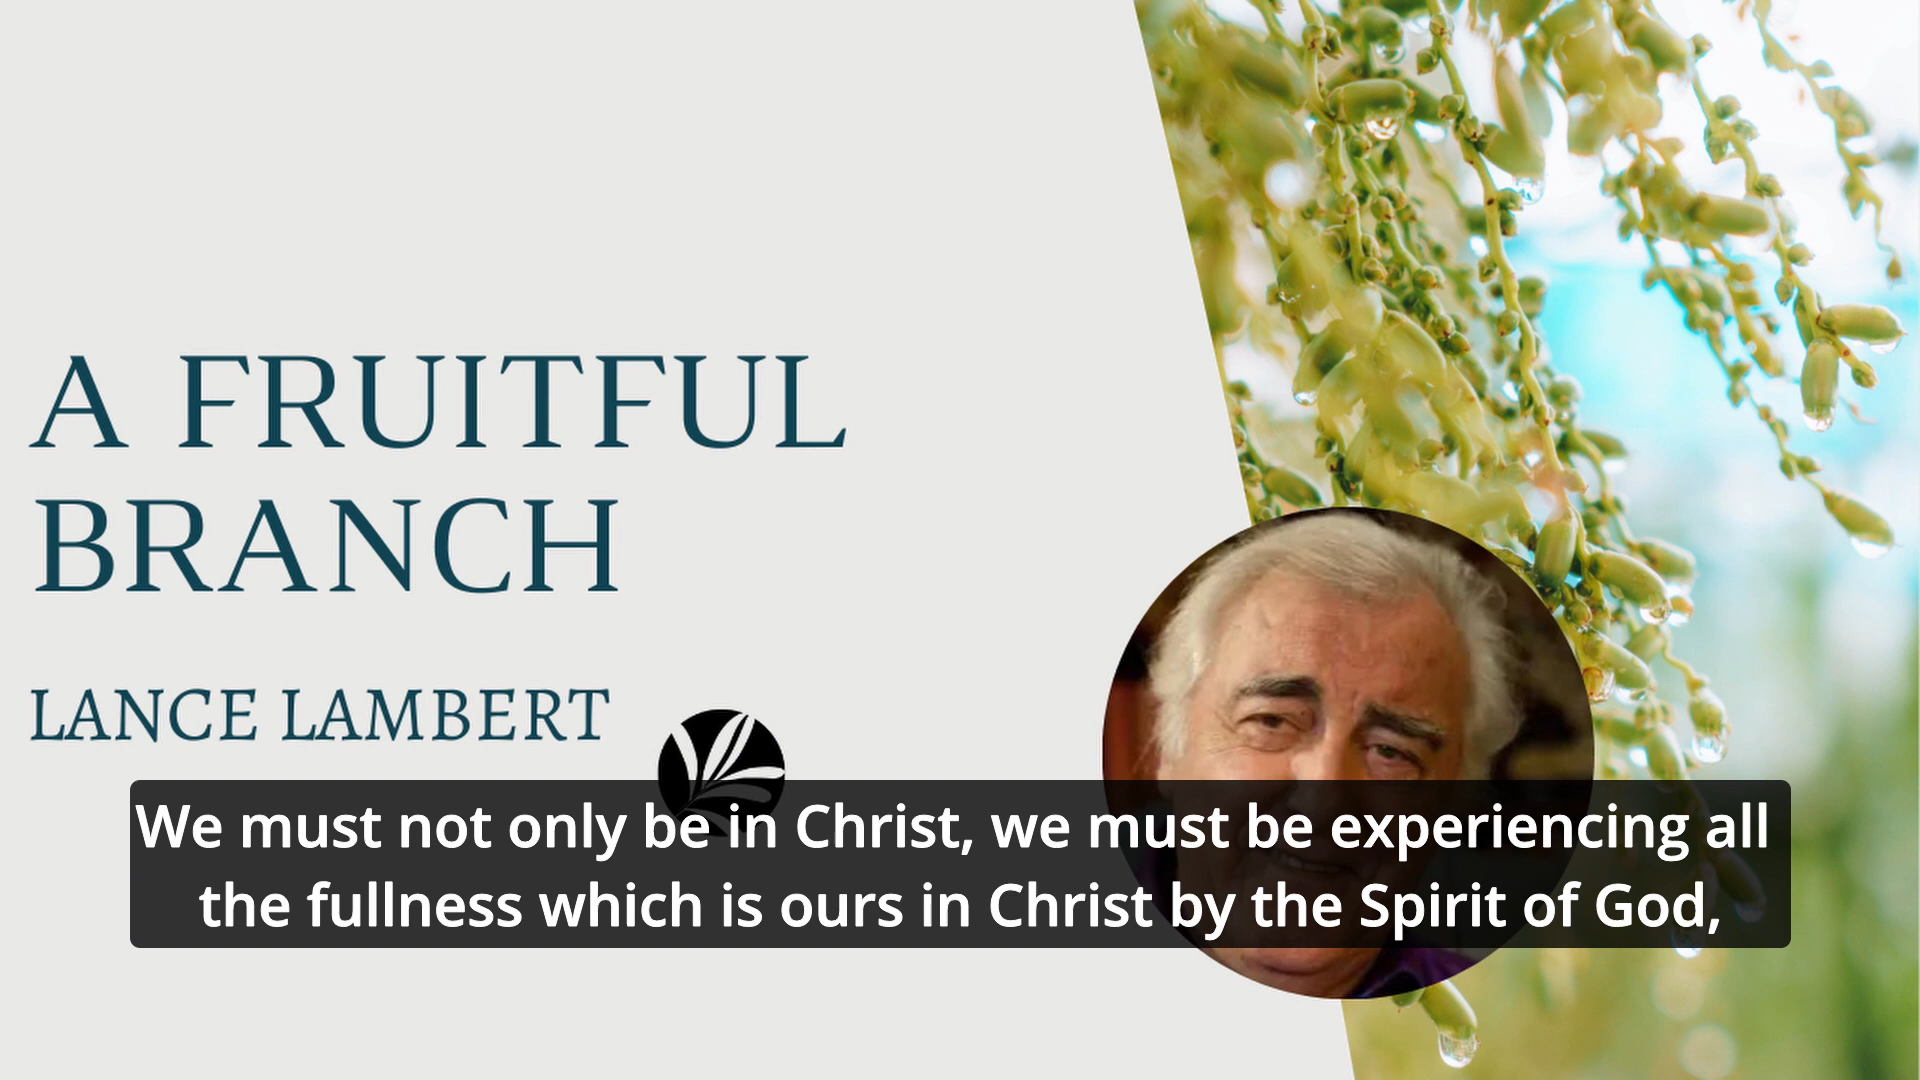 A FRUITFUL
BRANCH
LANCE LAMBERT
We must not only be in Christ, we must be experiencing all
the fullness which is ours in Christ by the Spirit of God,